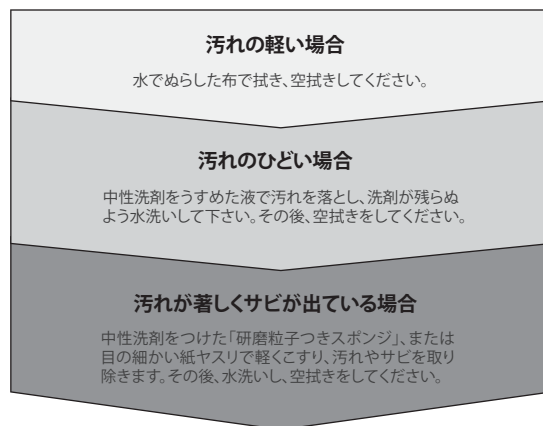 汚れの軽い場合
水でぬらした布で拭き、空拭きしてください。
汚れのひどい場合
中性洗剤をうすめた液で汚れを落とし、洗剤が残らぬ
よう水洗いして下さい。その後、空拭きをしてください。
汚れが著しくサビが出ている場合
中性洗剤をつけた「研磨粒子つきスポンジ」、または
目の細かい紙ヤスリで軽くこすり、汚れやサビを取り
除きます。その後、水洗いし、空拭きをしてください。